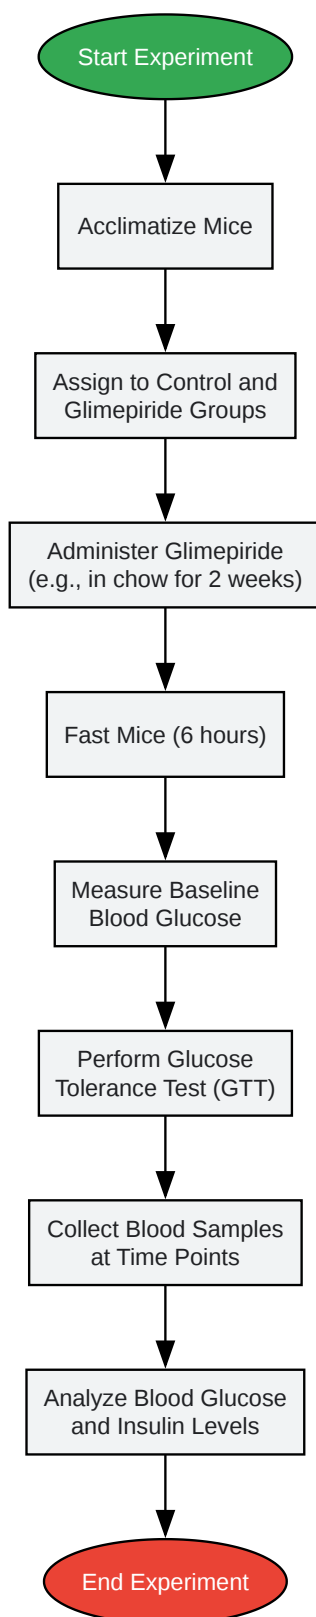 Start Experiment
Acclimatize Mice
Assign to Control and
Glimepiride Groups
Administer Glimepiride
(e.g., in chow for 2 weeks)
Fast Mice (6 hours)
Measure Baseline
Blood Glucose
Perform Glucose
Tolerance Test (GTT)
Collect Blood Samples
at Time Points
Analyze Blood Glucose
and Insulin Levels
End Experiment